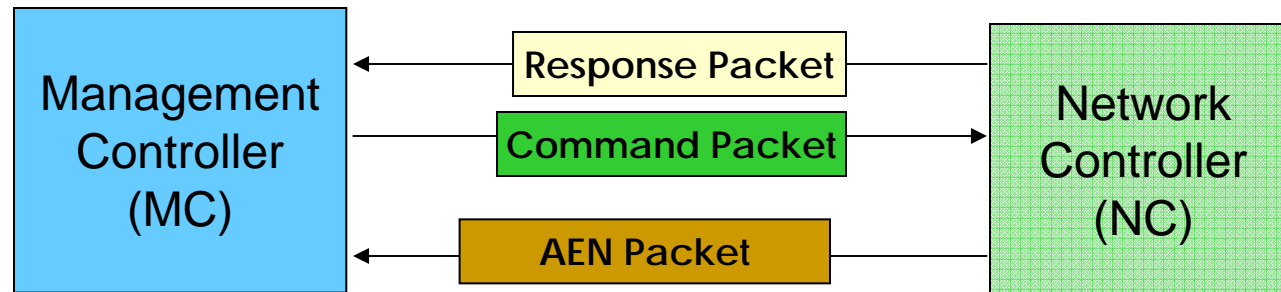 Management
Controller
(MC)
Response Packet
Command Packet
AEN Packet
Network
Controller
(NC)